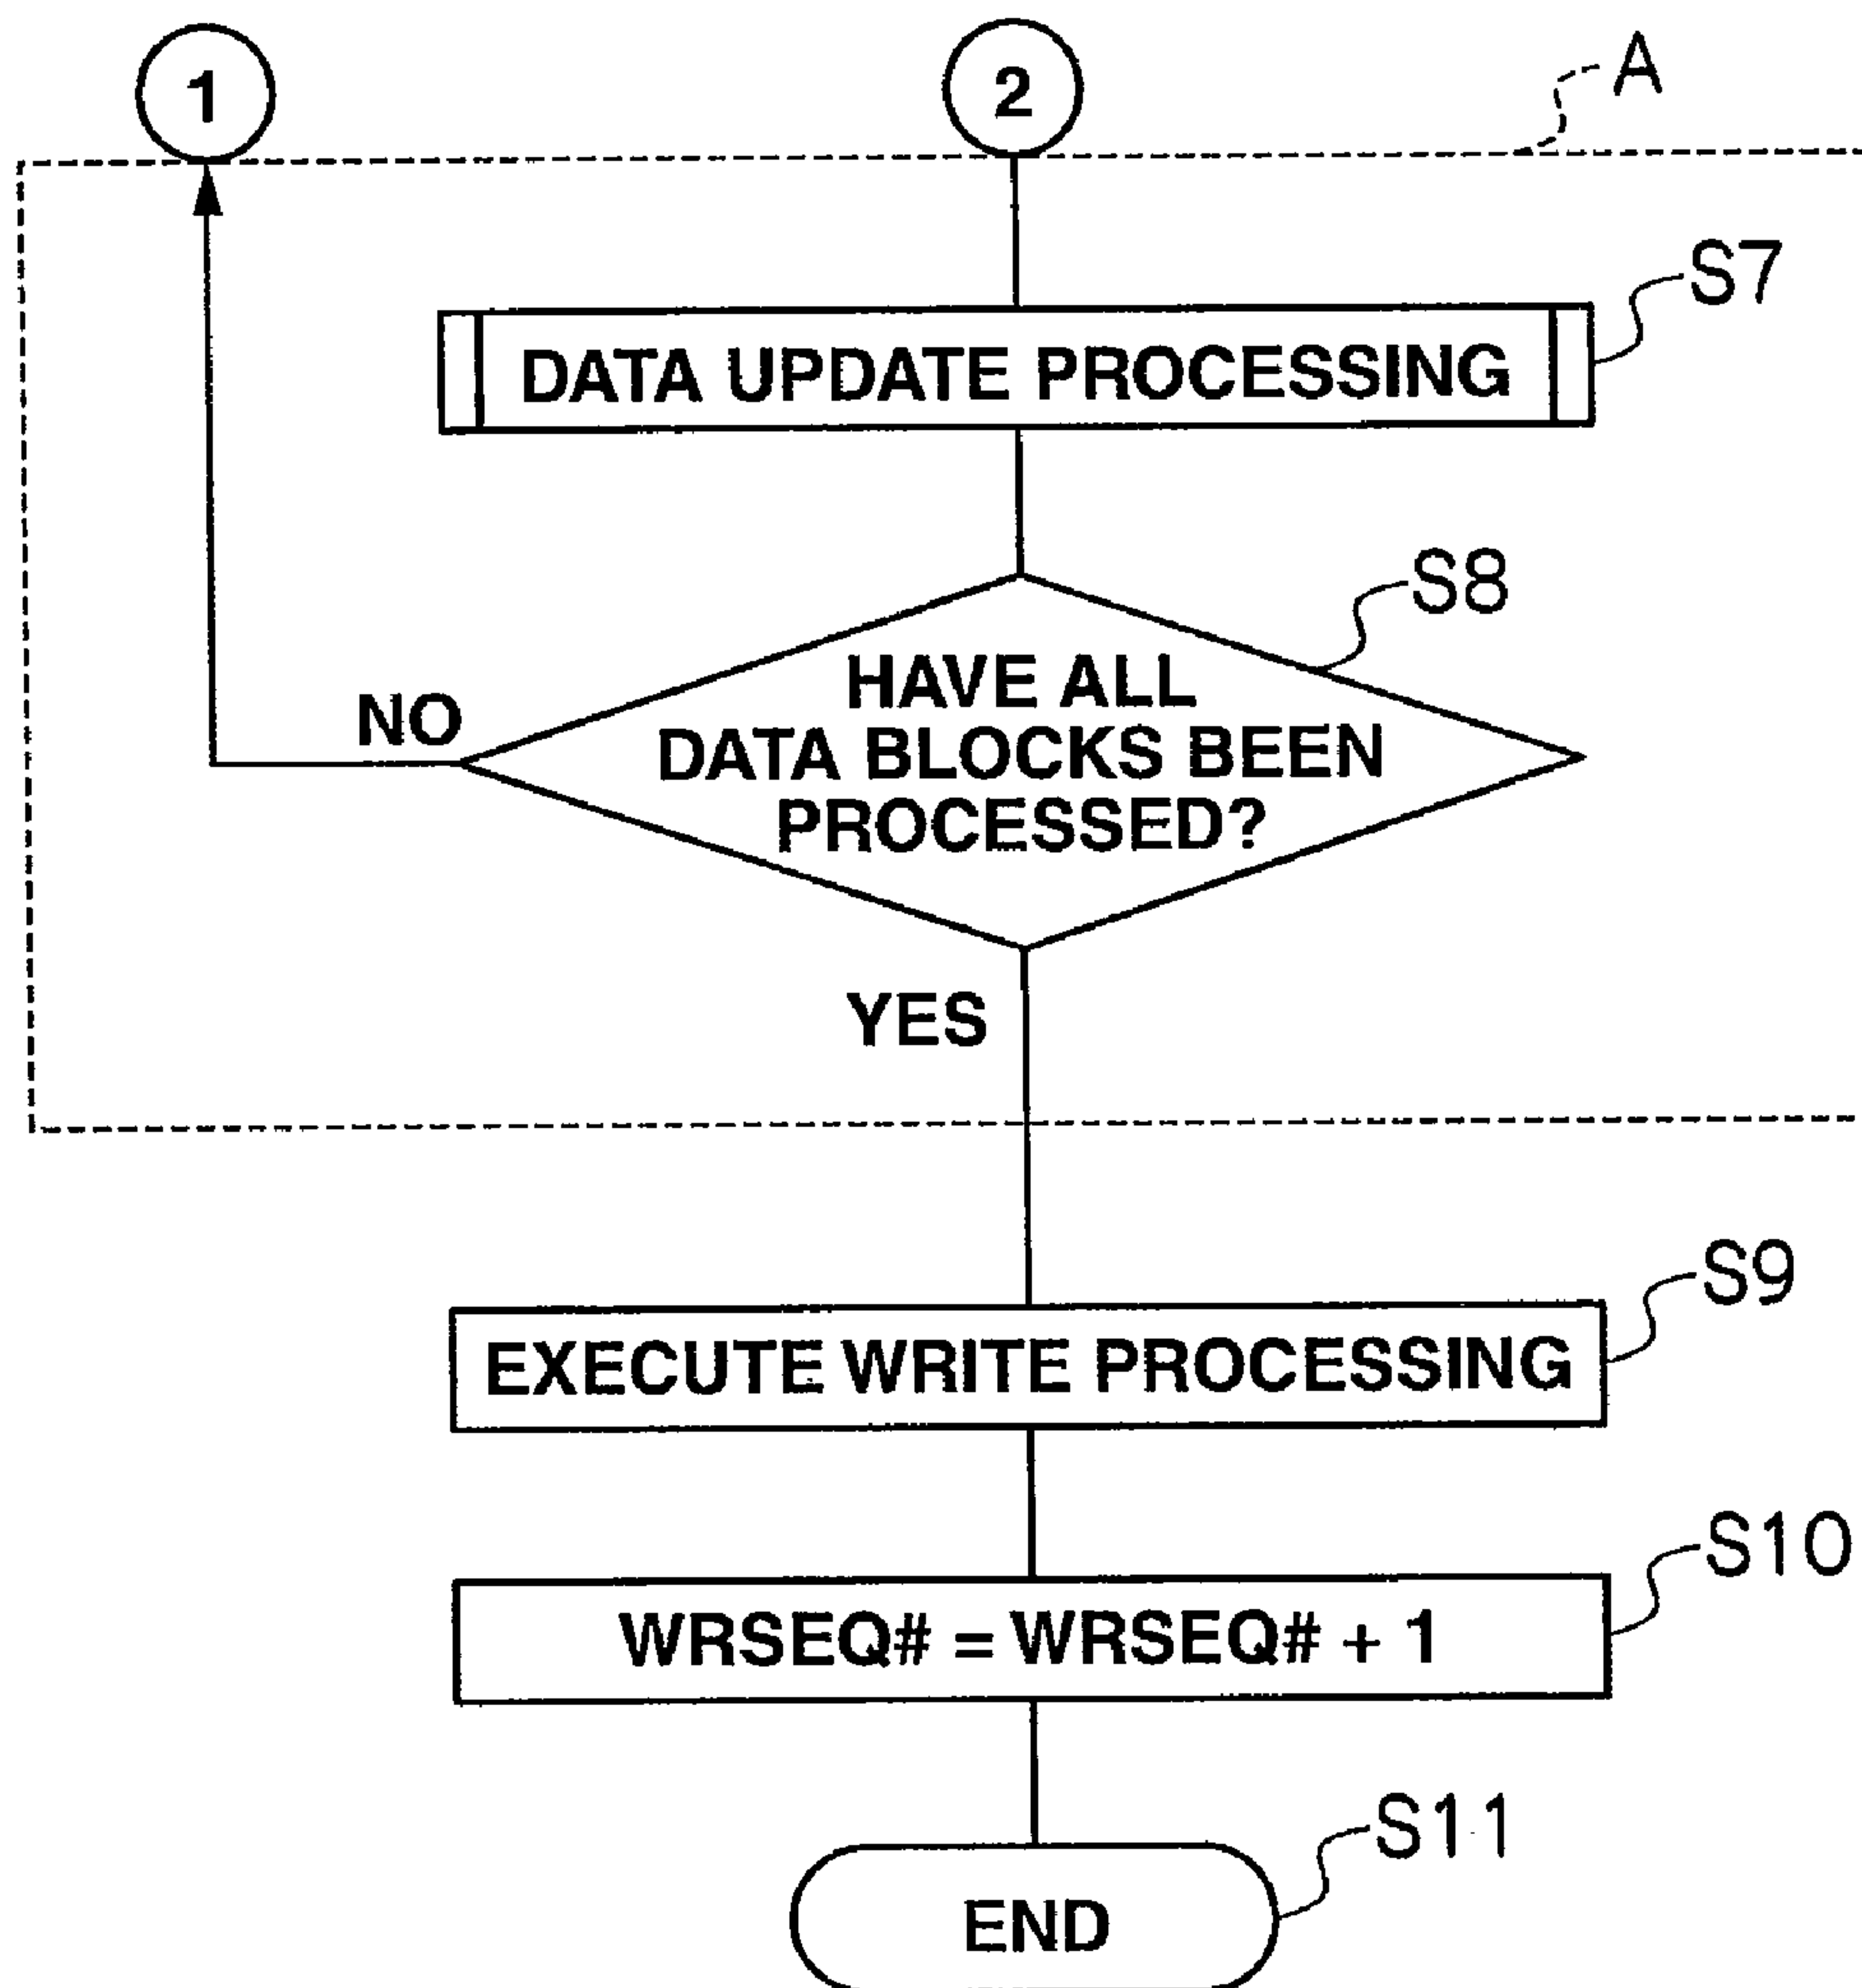 1
2
A
S7
DATA UPDATE PROCESSING
S8
HAVE ALL
DATA BLOCKS BEEN
PROCESSED?
NO
YES
S9
EXECUTE WRITE PROCESSING
S10
WRSEQ# = WRSEQ# + 1
S11
END